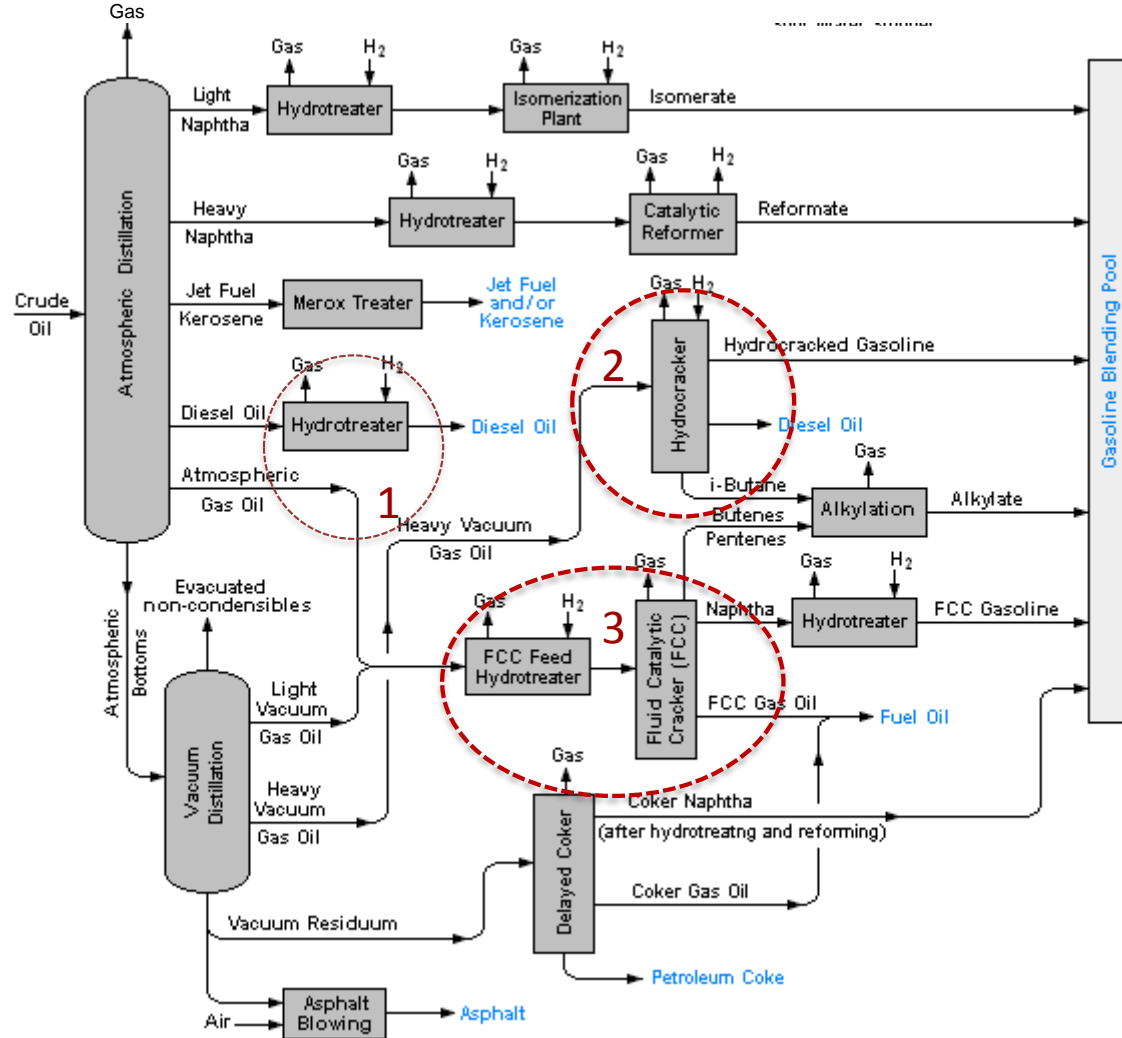 Gas
Gas
H2
Light
Naphtha
Hydrotreater
Gas
H2
Isomerization
Plant
Isomerate
Gas
H2
Heavy
Naphtha
Hydrotreater
Gas
H2
Catalytic
Reformer
Reformate
Atmospheric Distillation
Crude
Oil
Jet Fuel
Kerosene
Merox Treater
Jet Fuel
and/or
Kerosene
Gas
H2
Diesel Oil
Hydrotreater
Diesel Oil
1
Atmospheric
Gas Oil
2
Gas
H2
Hydrocracker
Hydrocracked Gasoline
Diesel Oil
i-Butane
Butenes
Pentenes
Gas
Alkylation
Alkylate
Gasoline Blending Pool
Heavy Vacuum
Gas Oil
Atmospheric
Bottoms
Evacuated
non-condensibles
Vacuum
Distillation
Light
Vacuum
Gas Oil
Heavy
Vacuum
Gas Oil
Gas
H2
FCC Feed
Hydrotreater
3
Gas
Fluid Catalytic
Cracker (FCC)
Naphtha
Gas
H2
Hydrotreater
FCC Gasoline
FCC Gas Oil
Fuel Oil
Gas
Delayed Coker
Coker Naphtha
(after hydrotreatng and reforming)
Coker Gas Oil
Petroleum Coke
Vacuum Residuum
Air
Asphalt
Blowing
Asphalt